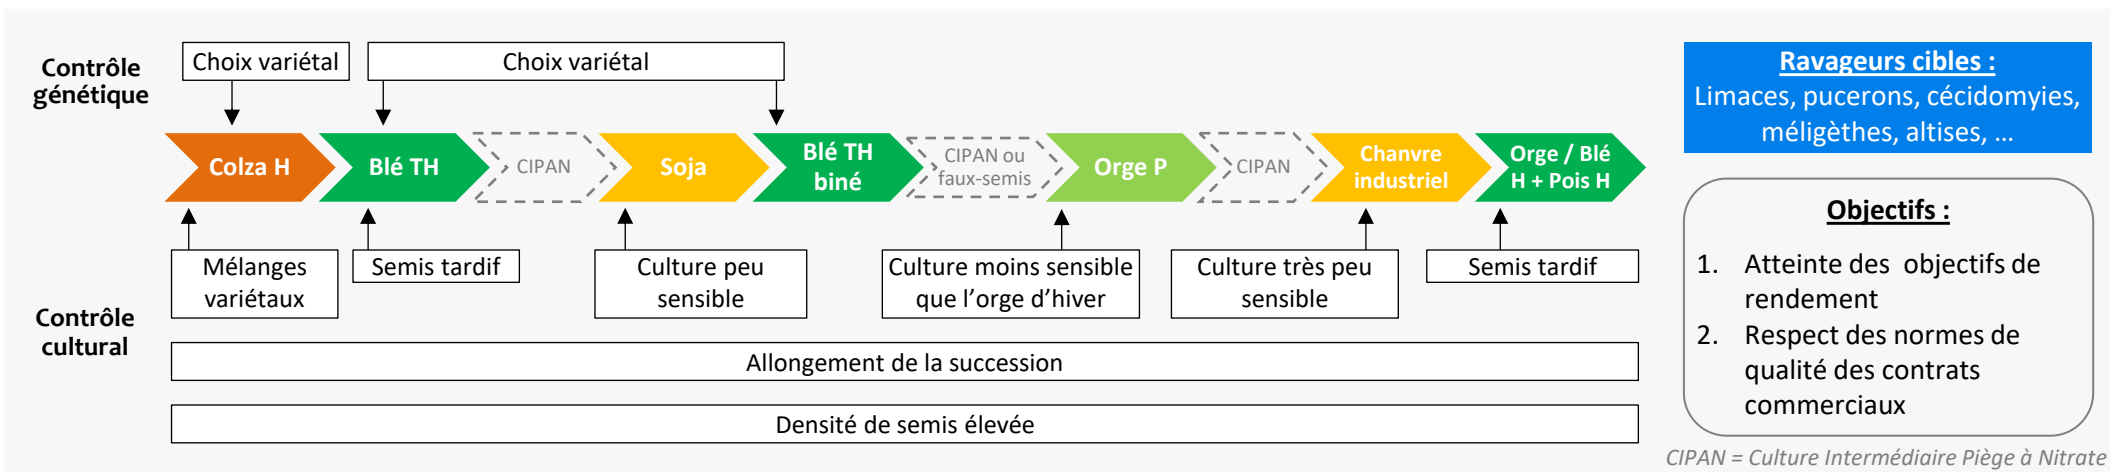 Contrôle
génétique
Choix variétal
Choix variétal
Colza H
Blé TH
CIPAN
Soja
Blé TH
biné
CIPAN ou
faux-semis
Orge P
CIPAN
Chanvre
industriel
Orge / Blé
H + Pois H
Contrôle
cultural
Mélanges
variétaux
Semis tardif
Culture peu
sensible
Culture moins sensible
que l’orge d’hiver
Culture très peu
sensible
Semis tardif
Allongement de la succession
Densité de semis élevée
Ravageurs cibles :
Limaces, pucerons, cécidomyies,
méligèthes, altises, ...
Objectifs :
1. Atteinte des objectifs de
rendement
2. Respect des normes de
qualité des contrats
commerciaux
CIPAN = Culture Intermédiaire Piège à Nitrate